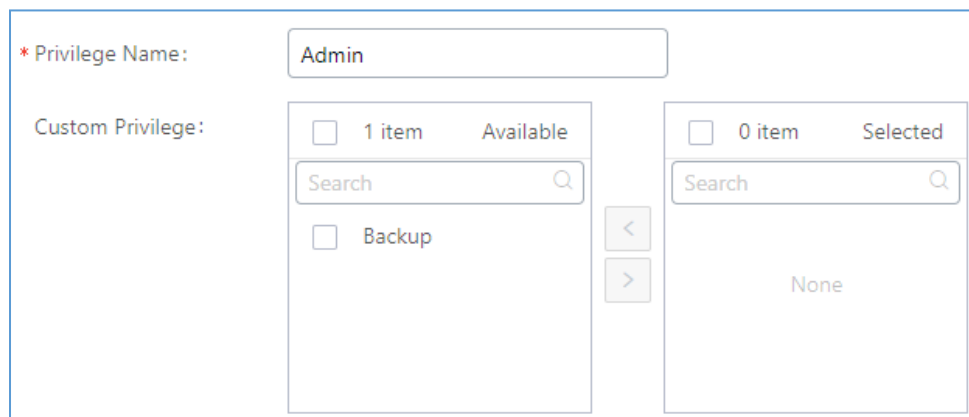 * Privilege Name: Admin
Custom Privilege: 1 item Available 0 item Selected
Search Search
Backup
<
>
None